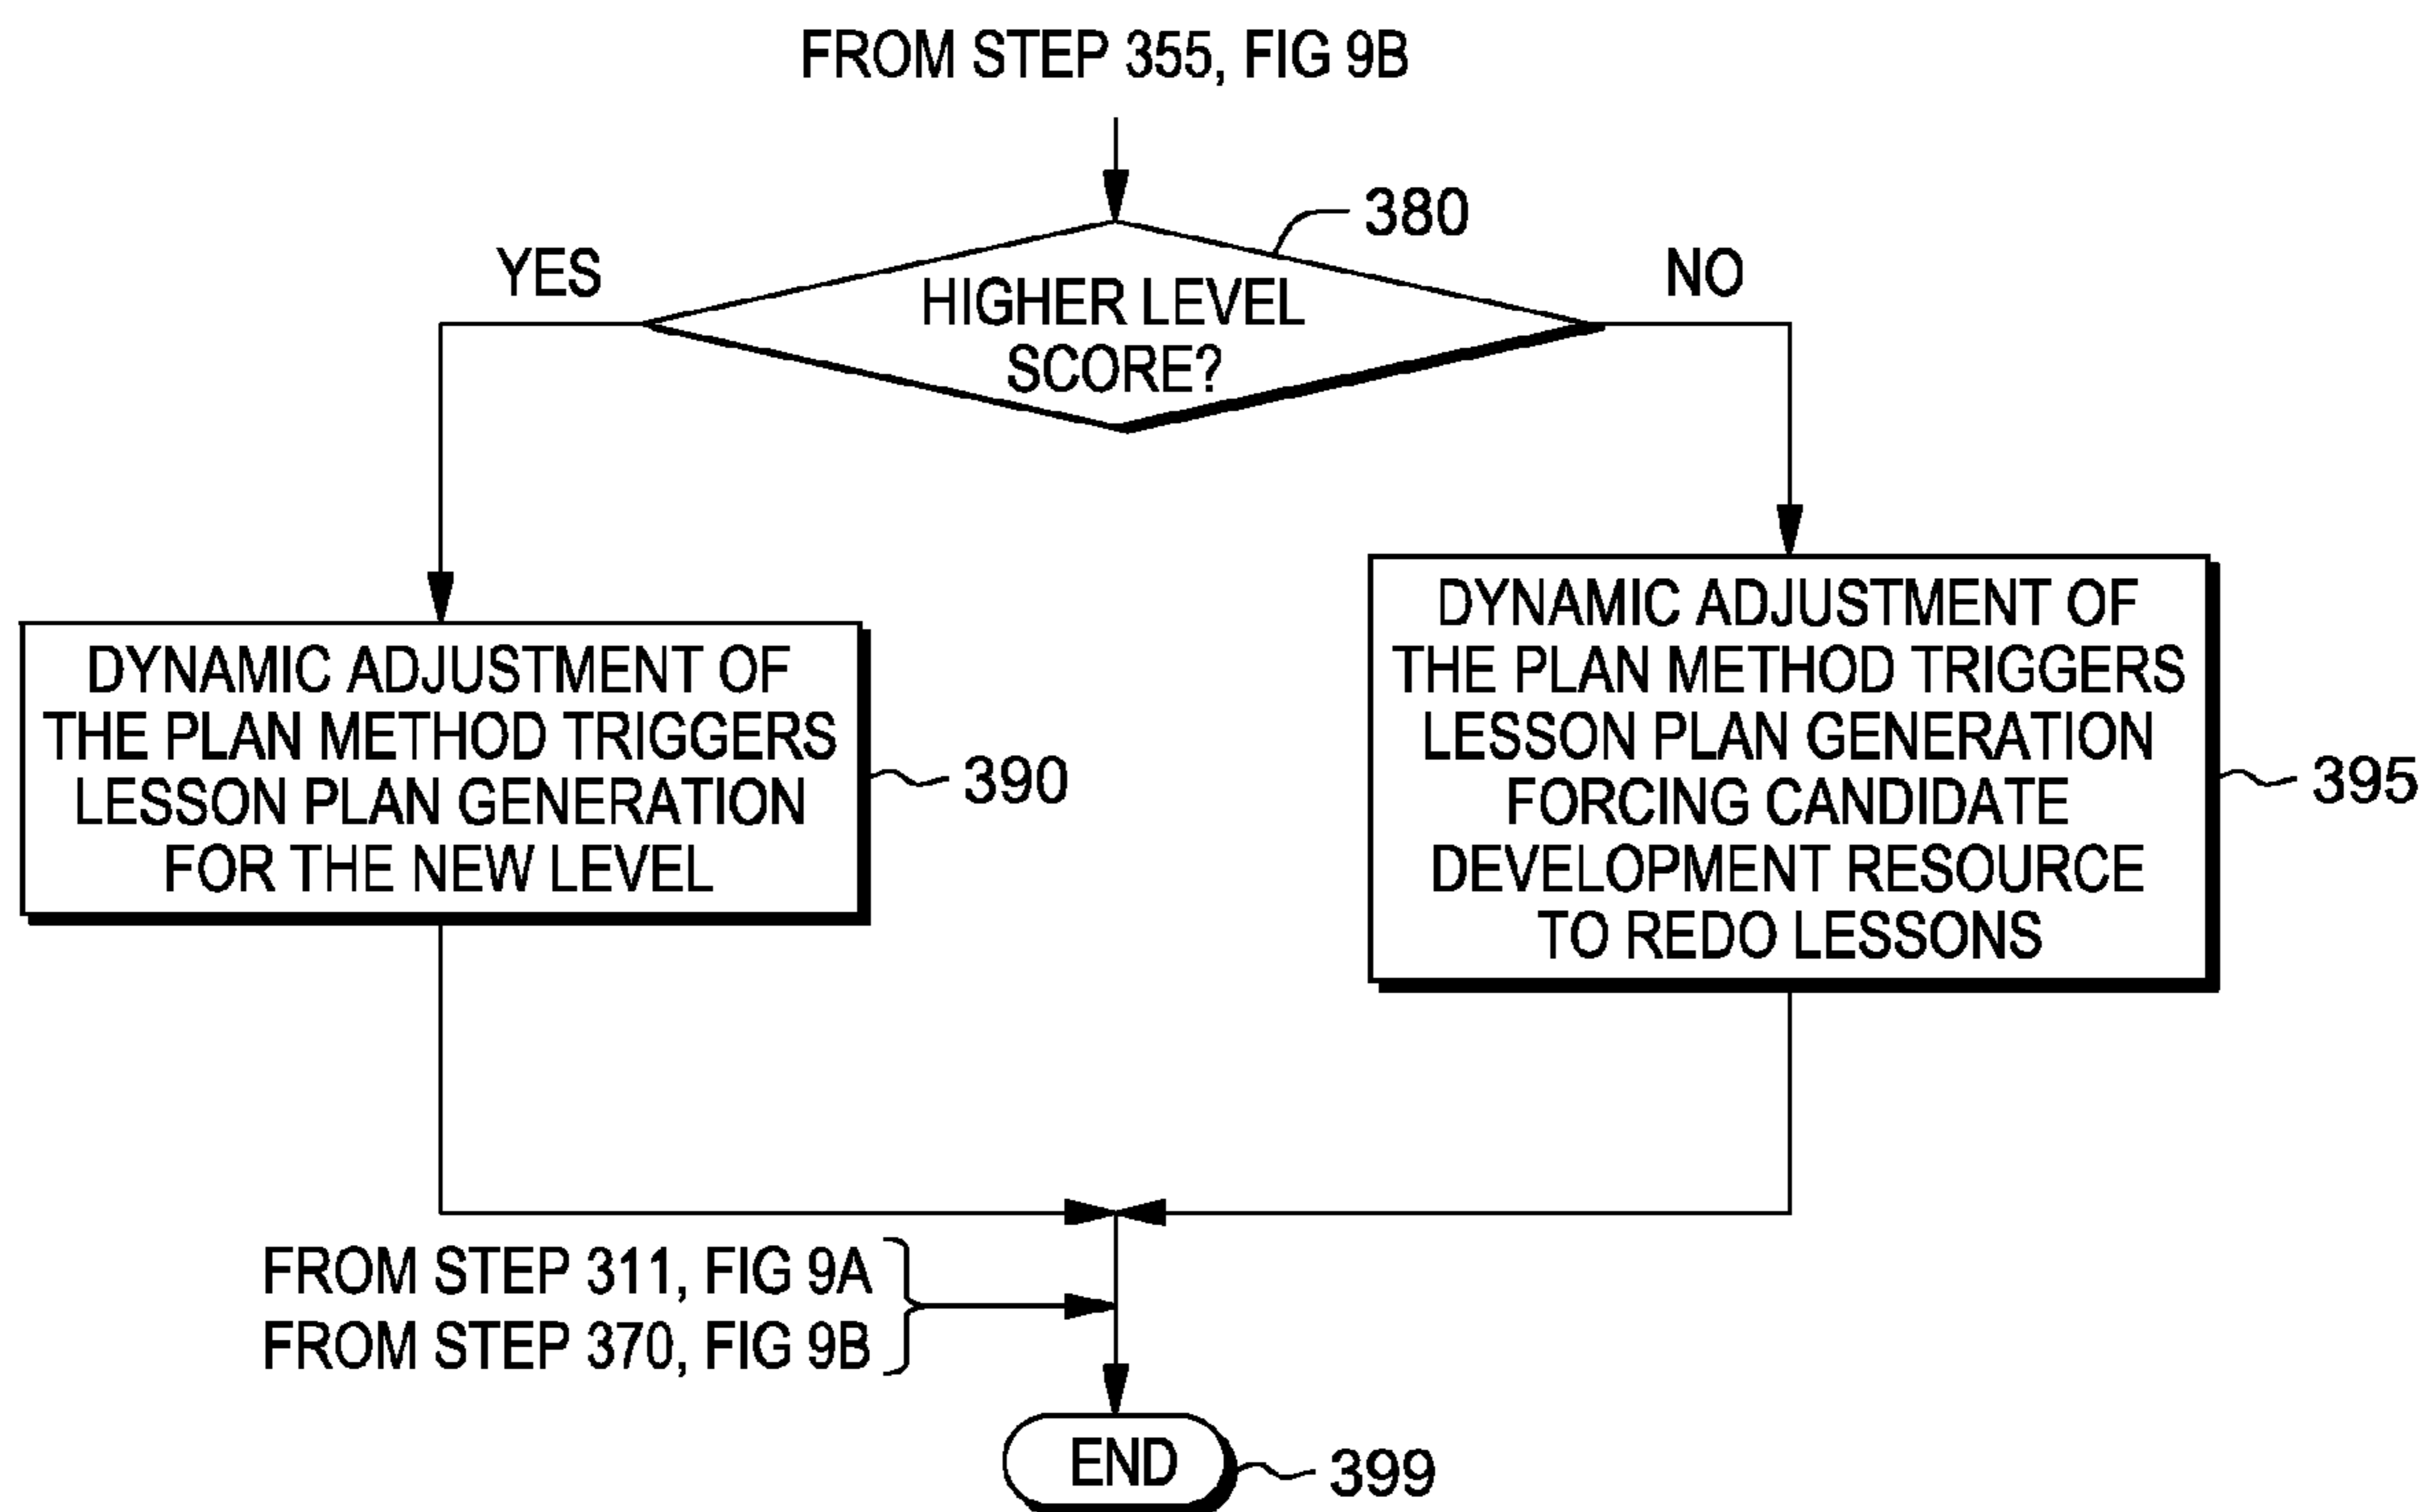 FROM STEP 355, FIG 9B
380
YES
NO
HIGHER LEVEL
SCORE?
DYNAMIC ADJUSTMENT OF
THE PLAN METHOD TRIGGERS
LESSON PLAN GENERATION
FOR THE NEW LEVEL
390
DYNAMIC ADJUSTMENT OF
THE PLAN METHOD TRIGGERS
LESSON PLAN GENERATION
FORCING CANDIDATE
DEVELOPMENT RESOURCE
TO REDO LESSONS
395
FROM STEP 311, FIG 9A
FROM STEP 370, FIG 9B
END
399